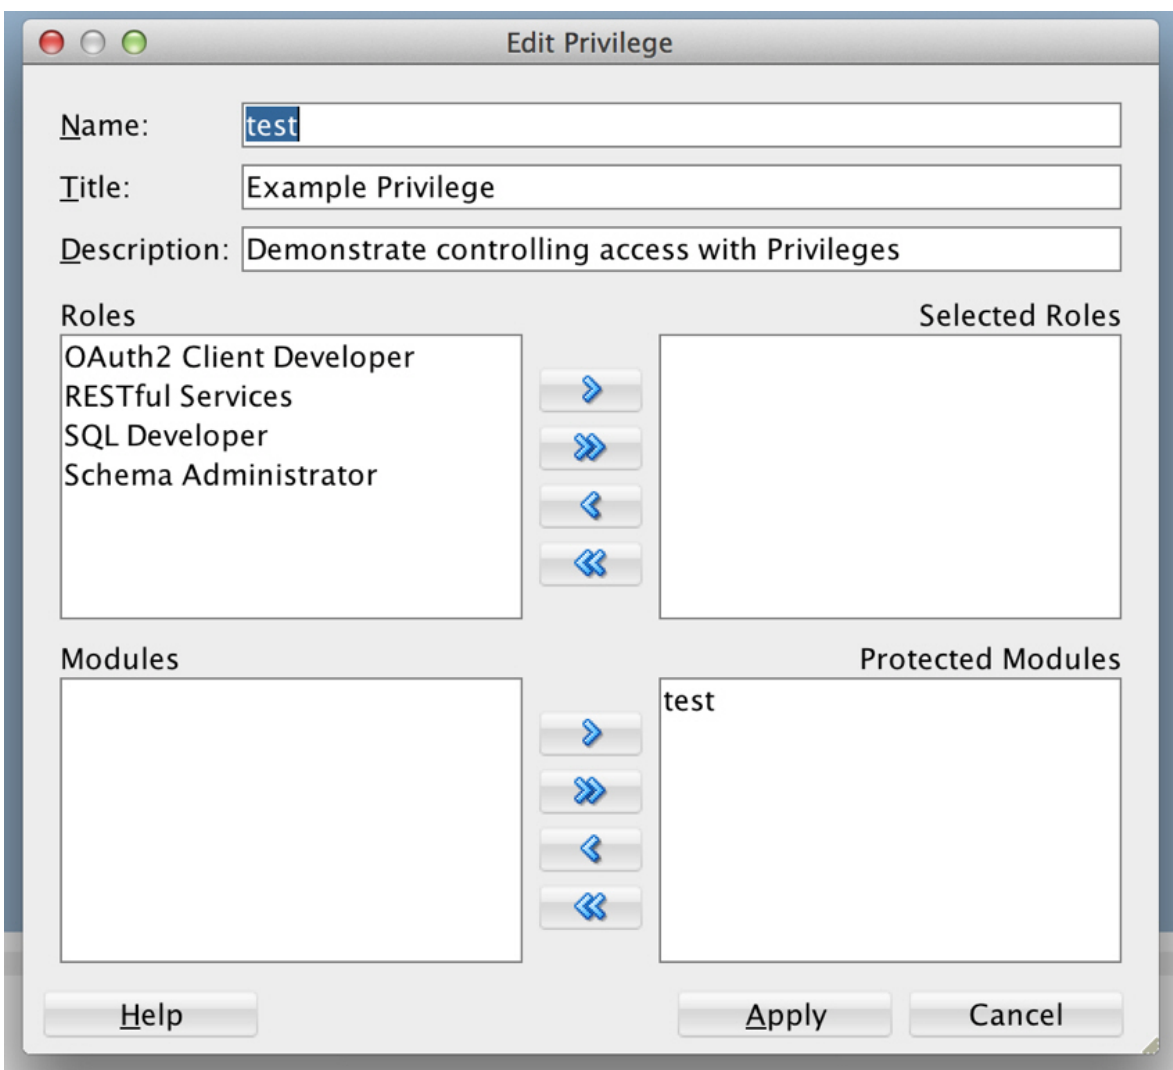 Edit Privilege
Name: test
Title: Example Privilege
Description: Demonstrate controlling access with Privileges
Roles
OAuth2 Client Developer
RESTful Services
SQL Developer
Schema Administrator
Selected Roles
Modules
Protected Modules
test
Help
Apply
Cancel